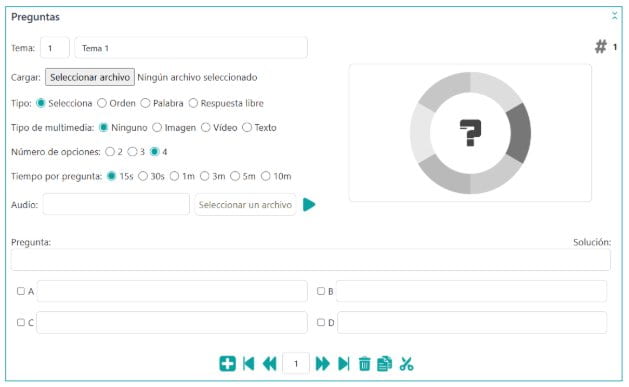 Preguntas
Tema: 1 Tema 1 # 1
Cargar: Seleccionar archivo Ningún archivo seleccionado
Tipo: Selecciona Orden Palabra Respuesta libre
Tipo de multimedia: Ninguno Imagen Vídeo Texto
Número de opciones: 2 3 4
Tiempo por pregunta: 15s 30s 1m 3m 5m 10m
Audio: Seleccionar un archivo
?
Pregunta: Solución:
A B
C D
1